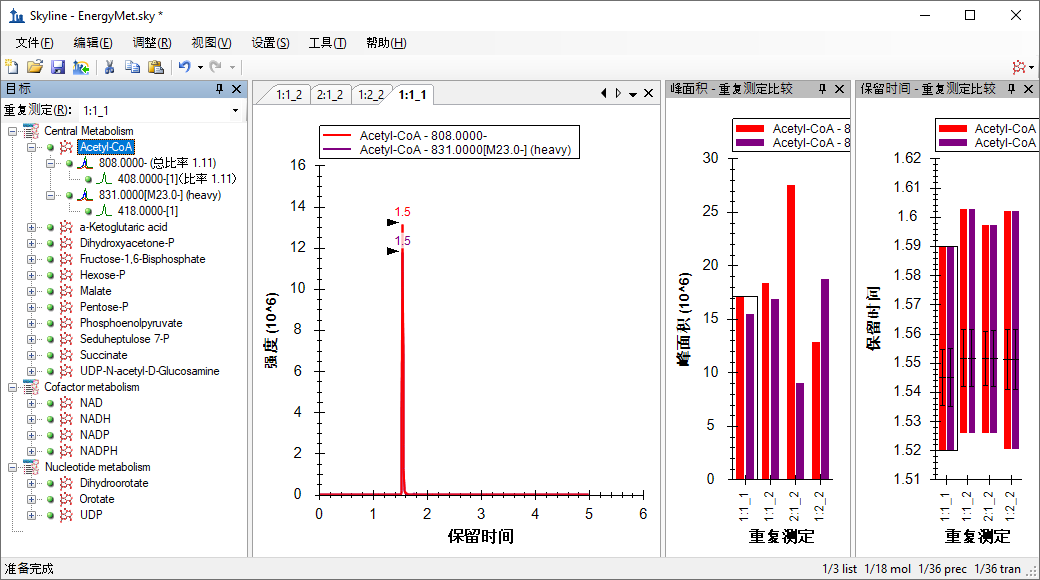 Skyline - EnergyMet.sky *
文件(F) 编辑(E) 调整(R) 视图(V) 设置(S) 工具(T) 帮助(H)
目标
重复测定(R): 1:1_1
Central Metabolism
Acetyl-CoA
808.0000- (总比率 1.11)
408.0000-[1](比率 1.11)
831.0000[M23.0-] (heavy)
418.0000-[1]
a-Ketoglutaric acid
Dihydroxyacetone-P
Fructose-1,6-Bisphosphate
Hexose-P
Malate
Pentose-P
Phosphoenolpyruvate
Seduheptulose 7-P
Succinate
UDP-N-acetyl-D-Glucosamine
Cofactor metabolism
NAD
NADH
NADP
NADPH
Nucleotide metabolism
Dihydroorotate
Orotate
UDP
1:1_2 2:1_2 1:2_2 1:1_1
Acetyl-CoA - 808.0000-
Acetyl-CoA - 831.0000[M23.0-] (heavy)
16
14
12
10
8
6
4
2
0
强度 (10^6)
1.5
1.5
0 1 2 3 4 5 6
保留时间
峰面积 - 重复测定比较
Acetyl-CoA - 8
Acetyl-CoA - 8
30
25
20
15
10
5
0
峰面积 (10^6)
1:1_1 1:1_2 2:1_2 1:2_2
重复测定
保留时间 - 重复测定比较
Acetyl-CoA
Acetyl-CoA
1.62
1.61
1.6
1.59
1.58
1.57
1.56
1.55
1.54
1.53
1.52
1.51
保留时间
1:1_1 1:1_2 2:1_2 1:2_2
重复测定
准备完成
1/3 list 1/18 mol 1/36 prec 1/36 tran